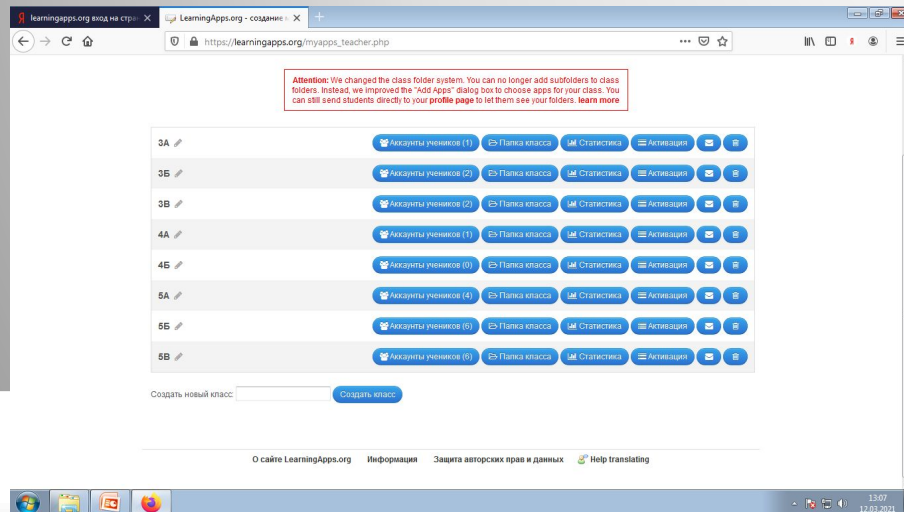 learningapps.org вход на стра
LearningApps.org - создание
https://learningapps.org/myapps_teacher.php
Attention: We changed the class folder system. You can no longer add subfolders to class
folders. Instead, we improved the "Add Apps" dialog box to choose apps for your class. You
can still send students directly to your profile page to let them see your folders. learn more
3А Аккаунты учеников (1) Папка класса Статистика Активация
3Б Аккаунты учеников (2) Папка класса Статистика Активация
3В Аккаунты учеников (2) Папка класса Статистика Активация
4А Аккаунты учеников (1) Папка класса Статистика Активация
4Б Аккаунты учеников (0) Папка класса Статистика Активация
5А Аккаунты учеников (4) Папка класса Статистика Активация
5Б Аккаунты учеников (6) Папка класса Статистика Активация
5В Аккаунты учеников (6) Папка класса Статистика Активация
Создать новый класс: Создать класс
О сайте LearningApps.org Информация Защита авторских прав и данных Help translating
13:07
12.03.2021